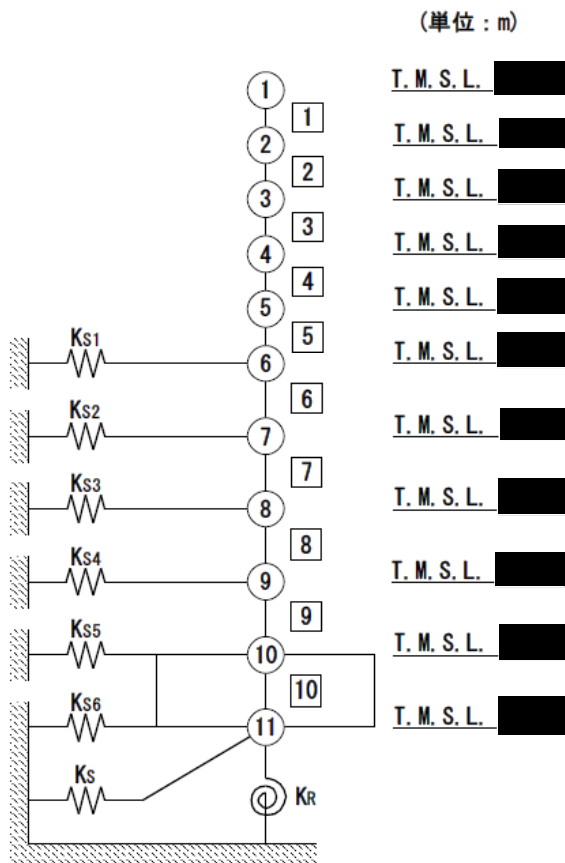 (単位：m)
① T. M. S. L.
1
② T. M. S. L.
2
③ T. M. S. L.
3
④ T. M. S. L.
4
⑤ T. M. S. L.
5
KS1 ⑥ T. M. S. L.
6
KS2 ⑦ T. M. S. L.
7
KS3 ⑧ T. M. S. L.
8
KS4 ⑨ T. M. S. L.
9
KS5 ⑩ T. M. S. L.
10
KS6 ⑪ T. M. S. L.
KS KR